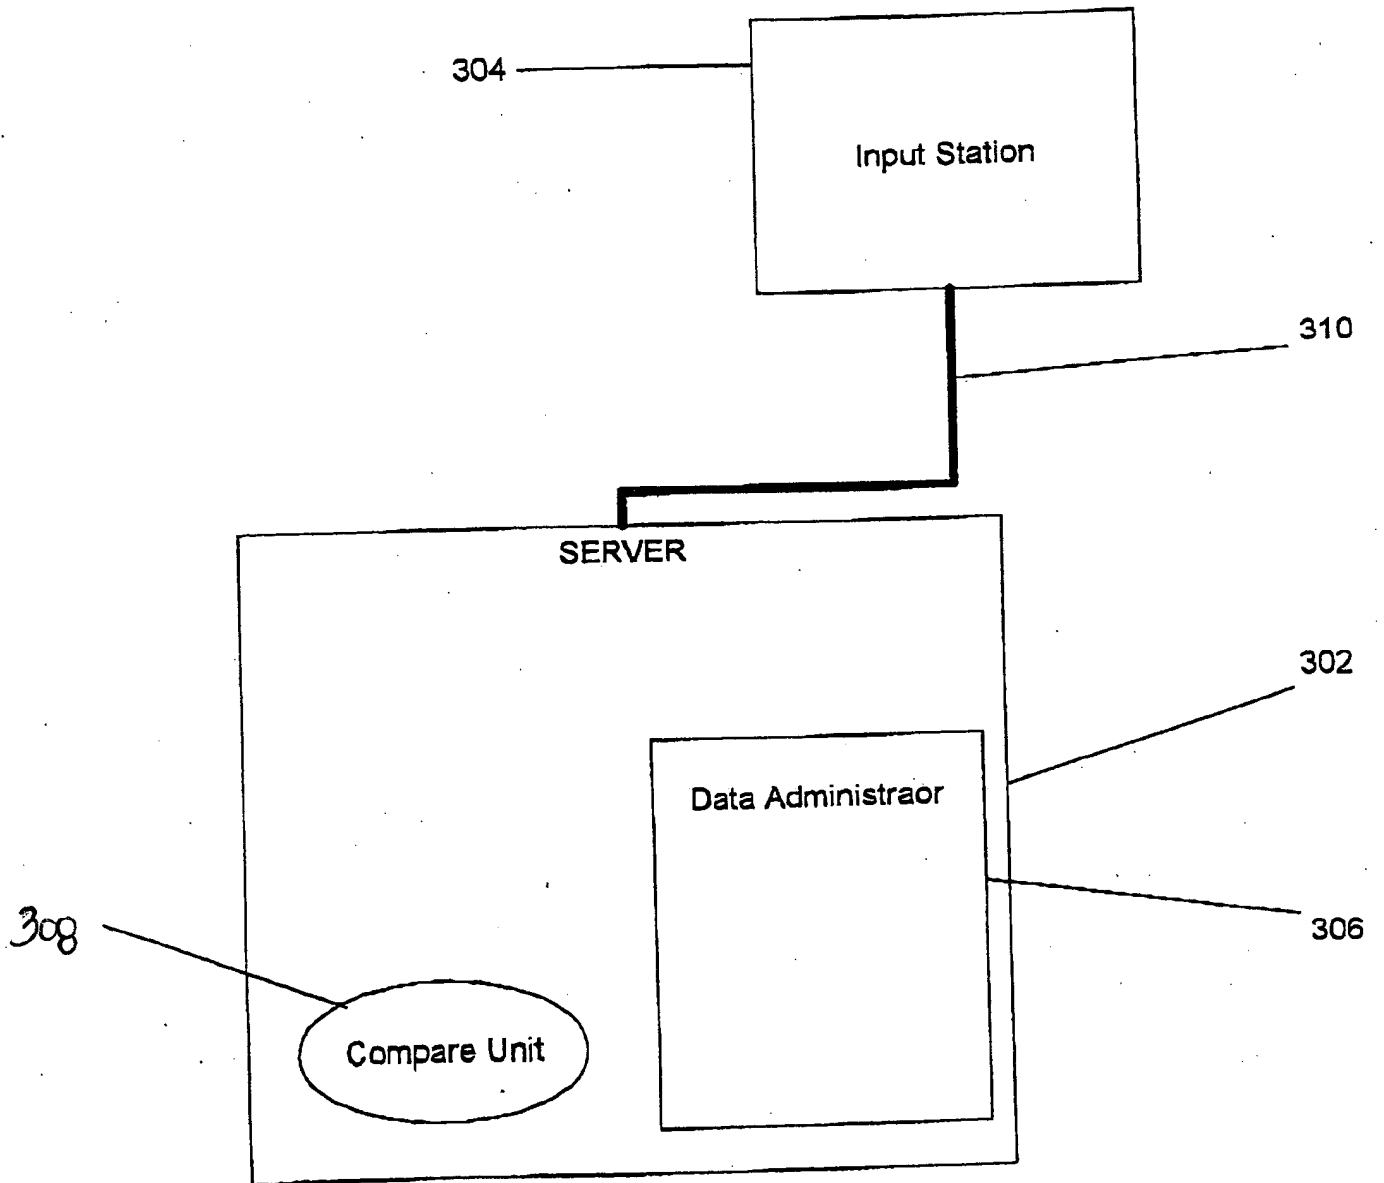 304
Input Station
310
SERVER
302
Data Administraor
306
308
Compare Unit